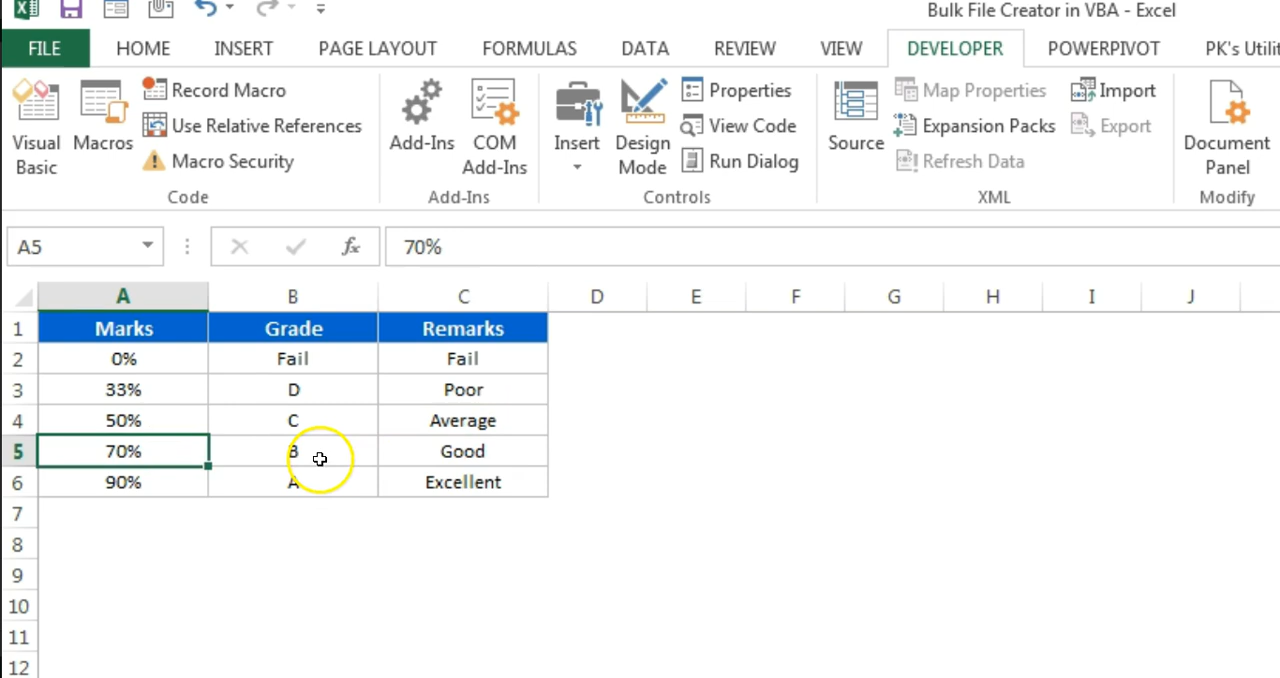 Bulk File Creator in VBA - Excel
FILE HOME INSERT PAGE LAYOUT FORMULAS DATA REVIEW VIEW DEVELOPER POWERPIVOT PK's Utili
Visual Basic
Macros
Record Macro
Use Relative References
Macro Security
Code
Add-Ins
COM Add-Ins
Add-Ins
Insert
Design Mode
Properties
View Code
Run Dialog
Controls
Source
Map Properties
Expansion Packs
Refresh Data
Import
Export
XML
Document Panel
Modify
A5 fx 70%
A B C D E F G H I J
1 Marks Grade Remarks
2 0% Fail Fail
3 33% D Poor
4 50% C Average
5 70% B Good
6 90% A Excellent
7
8
9
10
11
12